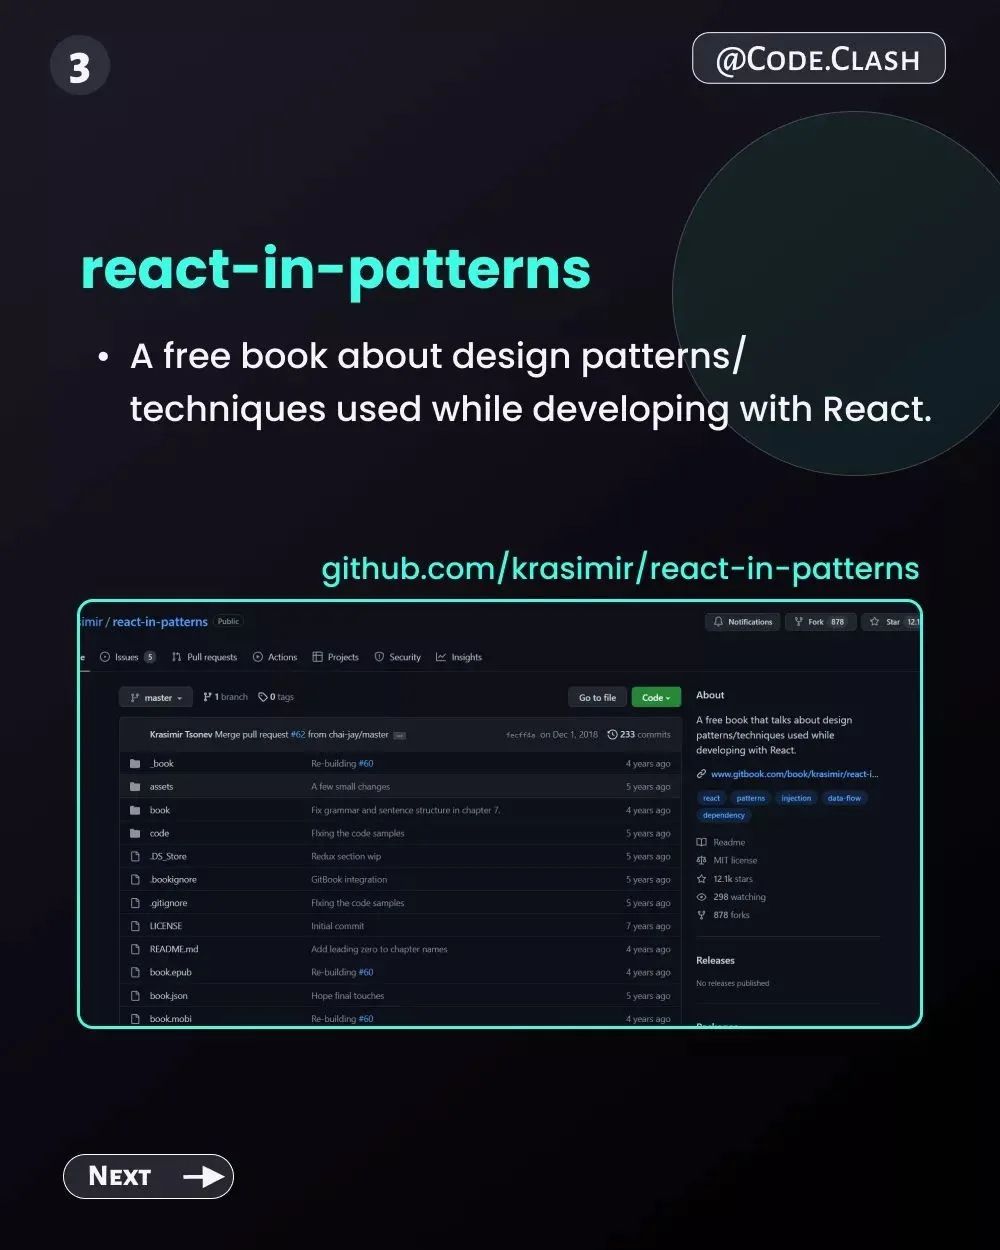 3
@Code.Clash
react-in-patterns
• A free book about design patterns/
techniques used while developing with React.
github.com/krasimir/react-in-patterns
imir / react-in-patterns Public
Notifications Fork 878 Star 12.1
e Issues 5 Pull requests Actions Projects Security Insights
master 1 branch 0 tags Go to file Code
Krasimir Tsonev Merge pull request #62 from chai-jay/master ... fecff4a on Dec 1, 2018 233 commits
_book Re-building #60 4 years ago
assets A few small changes 5 years ago
book Fix grammar and sentence structure in chapter 7. 4 years ago
code FIxing the code samples 5 years ago
.DS_Store Redux section wip 5 years ago
.bookignore GitBook integration 5 years ago
.gitignore FIxing the code samples 5 years ago
LICENSE Initial commit 7 years ago
README.md Add leading zero to chapter names 4 years ago
book.epub Re-building #60 4 years ago
book.json Hope final touches 5 years ago
book.mobi Re-building #60 4 years ago
About
A free book that talks about design
patterns/techniques used while
developing with React.
www.gitbook.com/book/krasimir/react-i...
react patterns injection data-flow
dependency
Readme
MIT license
12.1k stars
298 watching
878 forks
Releases
No releases published
Next